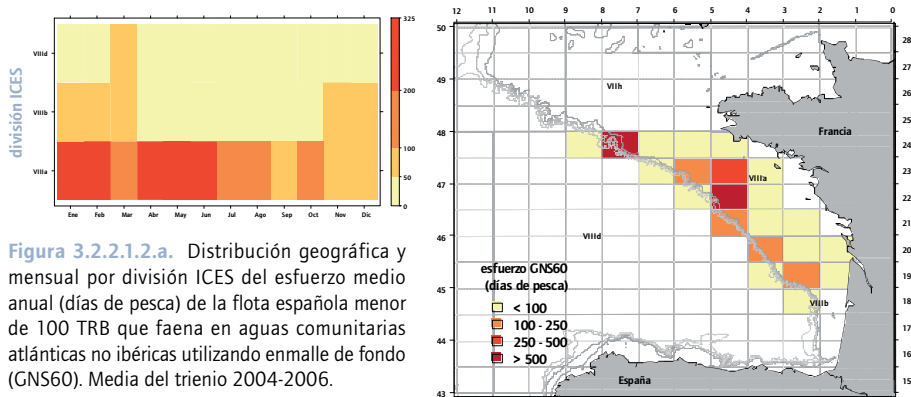 división ICES
VIIId
VIIIb
VIIIa
Ene Feb Mar Abr May Jun Jul Ago Sep Oct Nov Dic
325
200
100
50
0
Figura 3.2.2.1.2.a. Distribución geográfica y
mensual por división ICES del esfuerzo medio
anual (días de pesca) de la flota española menor
de 100 TRB que faena en aguas comunitarias
atlánticas no ibéricas utilizando enmalle de fondo
(GNS60). Media del trienio 2004-2006.
12 11 10 9 8 7 6 5 4 3 2 1 0
50
49
48
47
46
45
44
43
28
27
26
25
24
23
22
21
20
19
18
17
16
15
VIIh
Francia
VIIIa
VIIId
VIIIb
España
esfuerzo GNS60
(días de pesca)
< 100
100 - 250
250 - 500
> 500